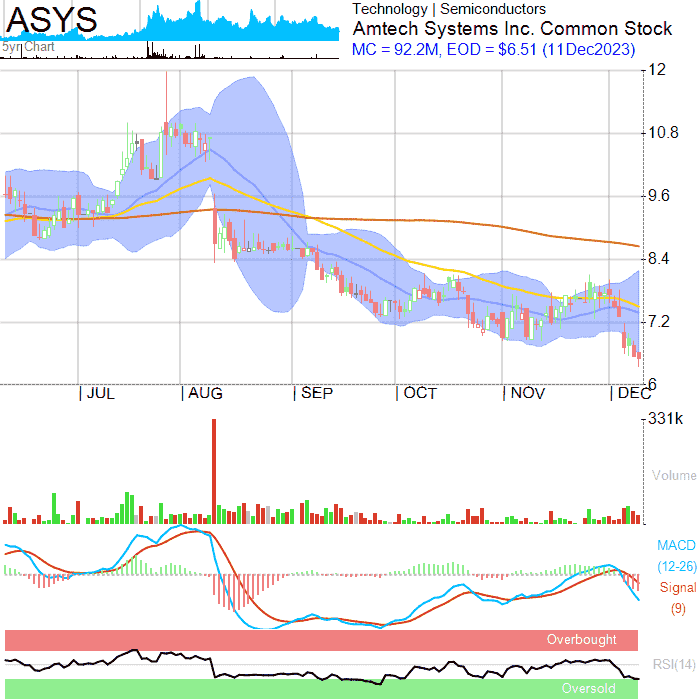 ASYS
5yr Chart
Technology | Semiconductors
Amtech Systems Inc. Common Stock
MC = 92.2M, EOD = $6.51 (11Dec2023)
12
10.8
9.6
8.4
7.2
6
JUL AUG SEP OCT NOV DEC
331k
Volume
MACD
(12-26)
Signal
(9)
Overbought
RSI(14)
Oversold